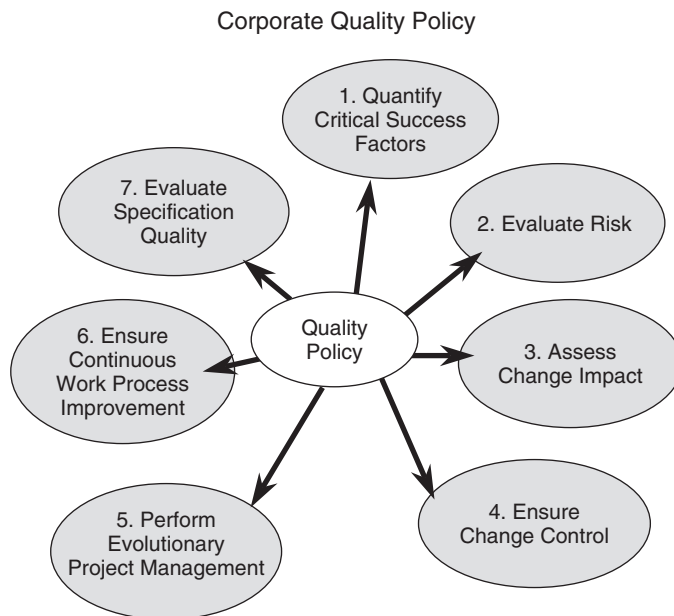 Corporate Quality Policy
1. Quantify
Critical Success
Factors
2. Evaluate Risk
3. Assess
Change Impact
4. Ensure
Change Control
5. Perform
Evolutionary
Project Management
6. Ensure
Continuous
Work Process
Improvement
7. Evaluate
Specification
Quality
Quality
Policy